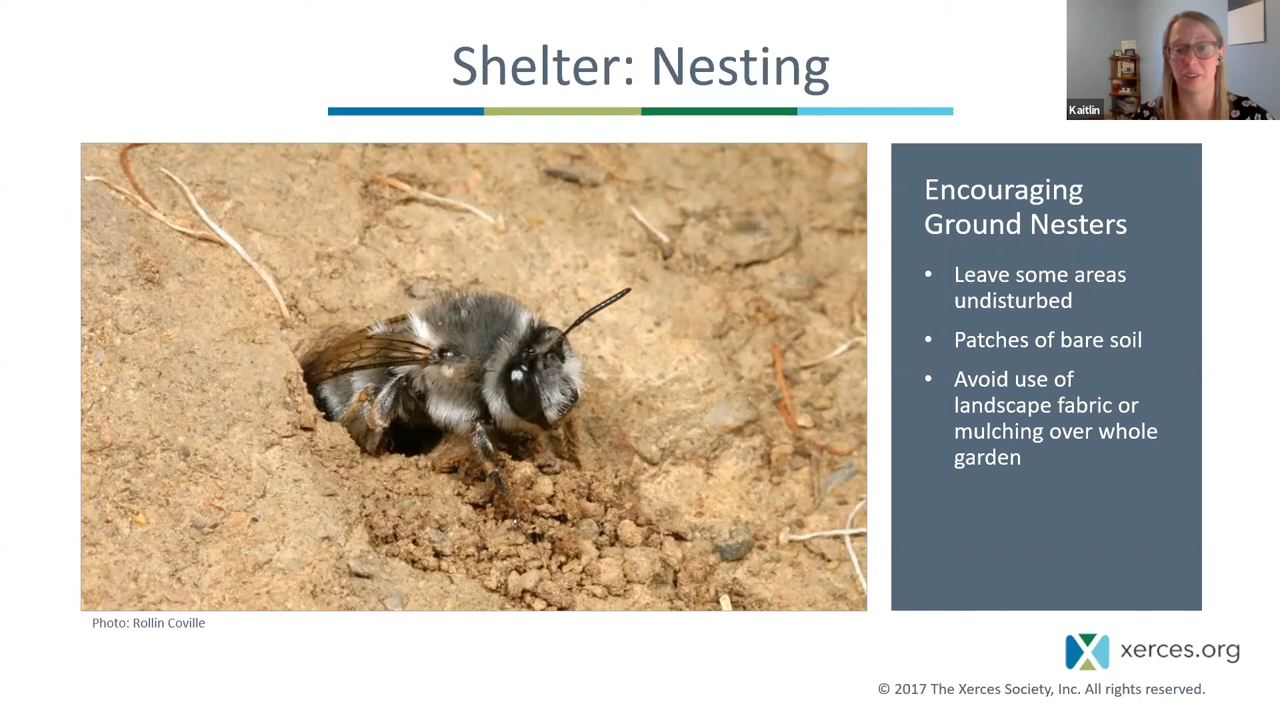 Shelter: Nesting
Kaitlin
Encouraging
Ground Nesters
• Leave some areas
undisturbed
• Patches of bare soil
• Avoid use of
landscape fabric or
mulching over whole
garden
Photo: Rollin Coville
xerces.org
© 2017 The Xerces Society, Inc. All rights reserved.